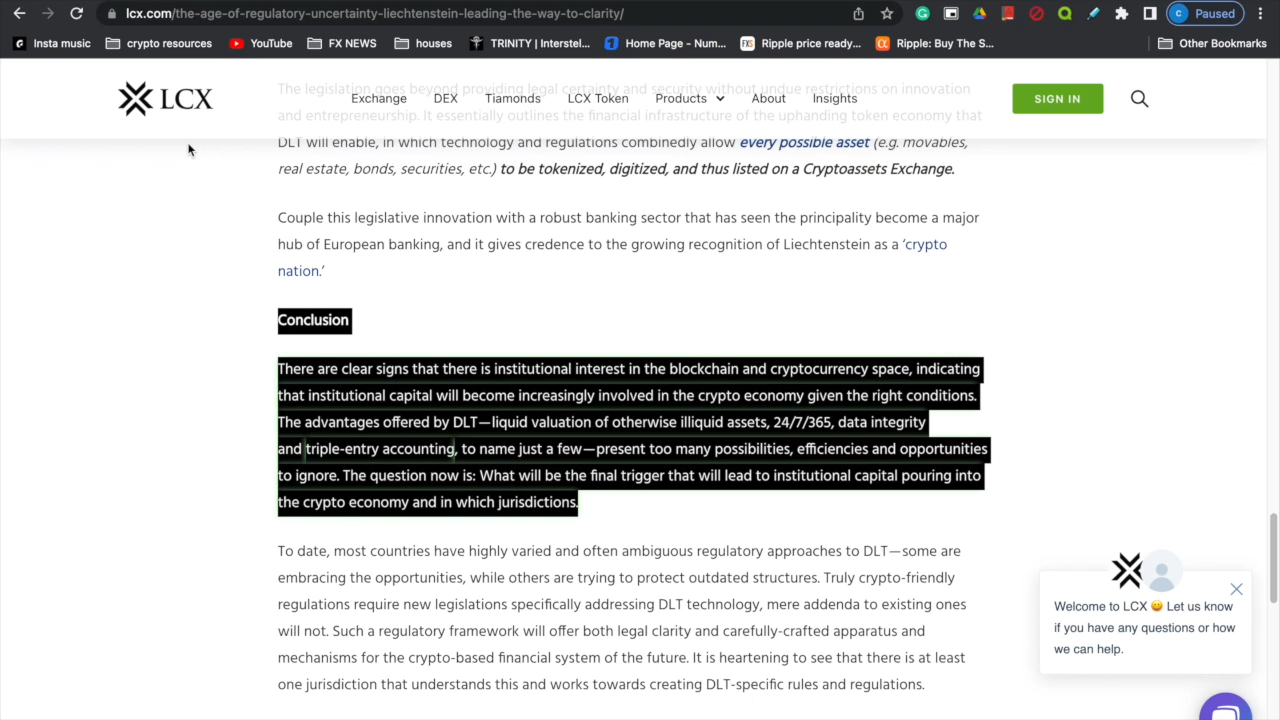 lcx.com/the-age-of-regulatory-uncertainty-liechtenstein-leading-the-way-to-clarity/
C Paused
Insta music crypto resources YouTube FX NEWS houses TRINITY | Interstel... Home Page - Num... FXS Ripple price ready... Ripple: Buy The S... Other Bookmarks
The legislation goes beyond providing legal certainty and security without undue restrictions on innovation
LCX Exchange DEX Tiamonds LCX Token Products About Insights SIGN IN
and entrepreneurship. It essentially outlines the financial infrastructure of the uphanding token economy that
DLT will enable, in which technology and regulations combinedly allow every possible asset (e.g. movables,
real estate, bonds, securities, etc.) to be tokenized, digitized, and thus listed on a Cryptoassets Exchange.
Couple this legislative innovation with a robust banking sector that has seen the principality become a major
hub of European banking, and it gives credence to the growing recognition of Liechtenstein as a ‘crypto
nation.’
Conclusion
There are clear signs that there is institutional interest in the blockchain and cryptocurrency space, indicating
that institutional capital will become increasingly involved in the crypto economy given the right conditions.
The advantages offered by DLT—liquid valuation of otherwise illiquid assets, 24/7/365, data integrity
and triple-entry accounting, to name just a few—present too many possibilities, efficiencies and opportunities
to ignore. The question now is: What will be the final trigger that will lead to institutional capital pouring into
the crypto economy and in which jurisdictions.
To date, most countries have highly varied and often ambiguous regulatory approaches to DLT—some are
embracing the opportunities, while others are trying to protect outdated structures. Truly crypto-friendly
regulations require new legislations specifically addressing DLT technology, mere addenda to existing ones
will not. Such a regulatory framework will offer both legal clarity and carefully-crafted apparatus and
mechanisms for the crypto-based financial system of the future. It is heartening to see that there is at least
one jurisdiction that understands this and works towards creating DLT-specific rules and regulations.
Welcome to LCX 😀 Let us know
if you have any questions or how
we can help.